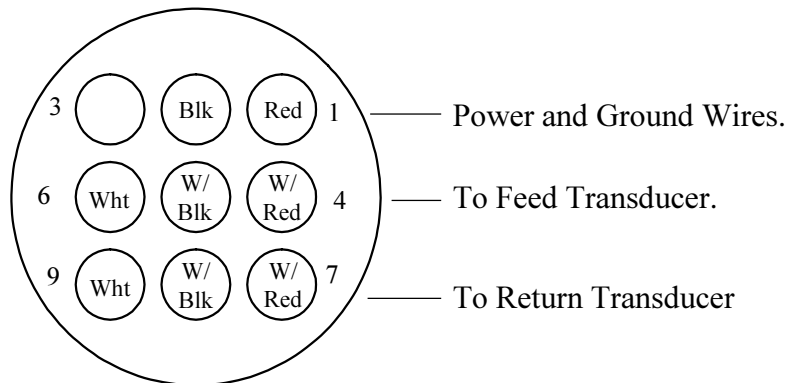 3 Blk Red 1 Power and Ground Wires.
6 Wht W/ Blk W/ Red 4 To Feed Transducer.
9 Wht W/ Blk W/ Red 7 To Return Transducer